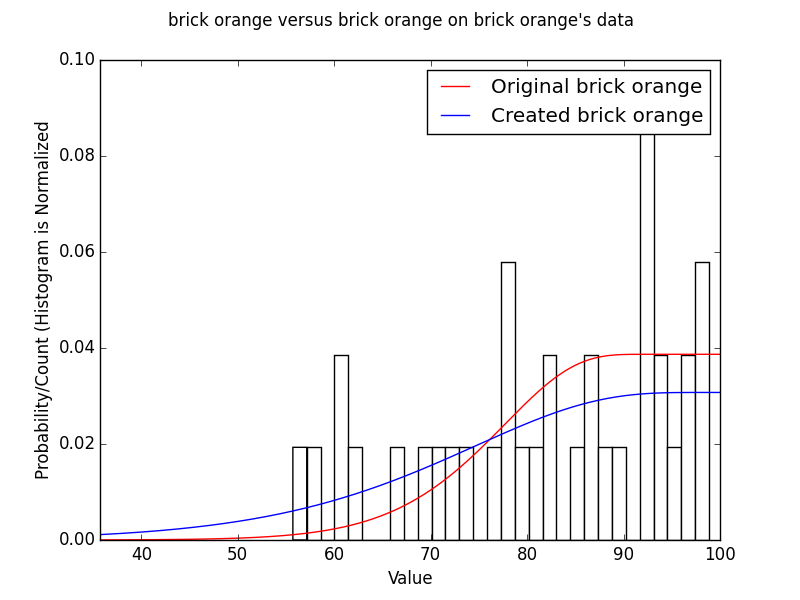 brick orange versus brick orange on brick orange's data
Original brick orange
Created brick orange
Probability/Count (Histogram is Normalized
0.10
0.08
0.06
0.04
0.02
0.00
40 50 60 70 80 90 100
Value